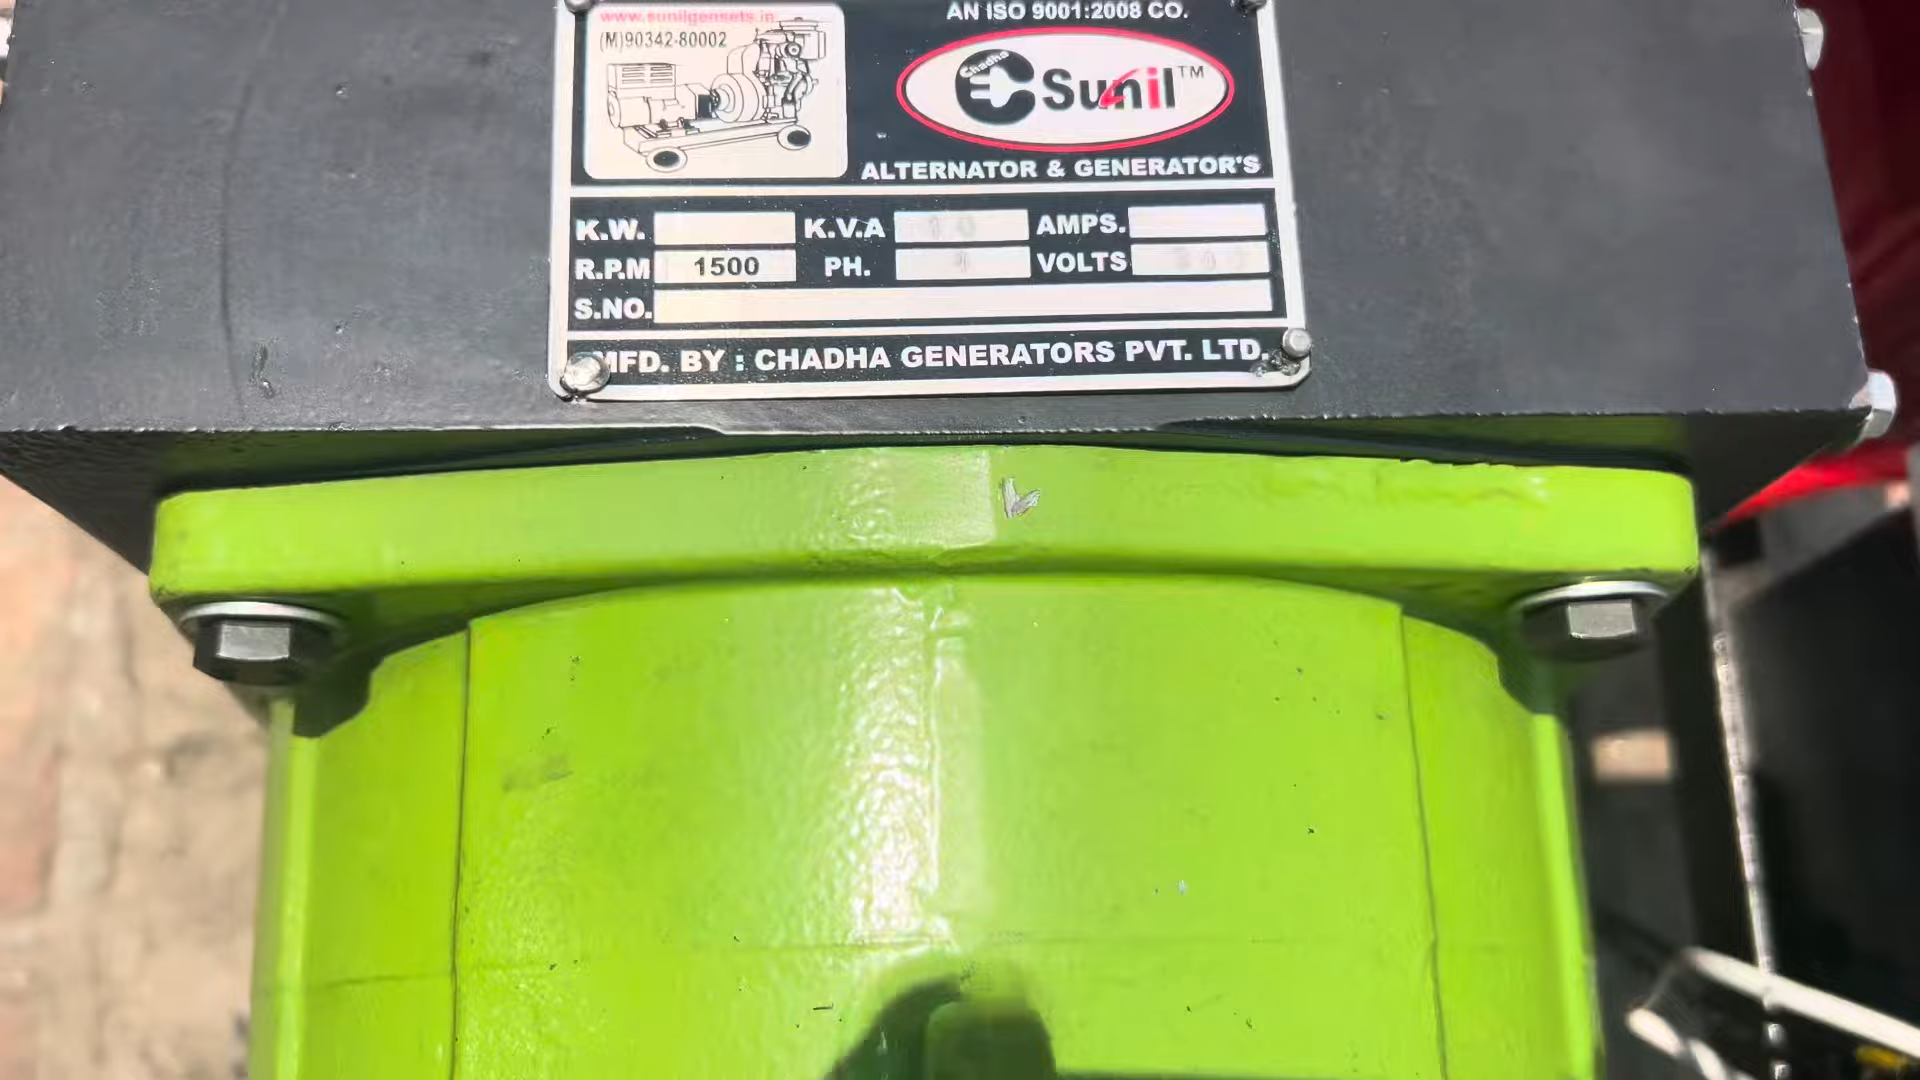 www.sunilgensets.in
(M)90342-80002
AN ISO 9001:2008 CO.
Chadha
Sunil™
ALTERNATOR & GENERATOR'S
K.W. K.V.A 10 AMPS.
R.P.M 1500 PH. VOLTS
S.NO.
MFD. BY : CHADHA GENERATORS PVT. LTD.